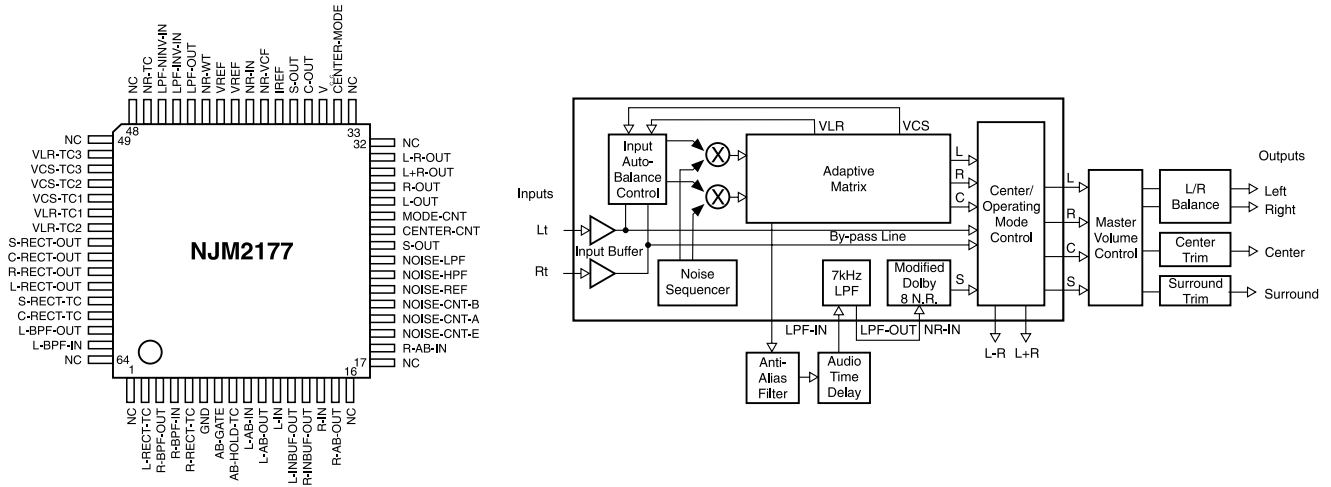 NC
NR-TC
LPF-NINV-IN
LPF-INV-IN
LPF-OUT
NR-WT
VREF
VREF
NR-IN
NR-VCF
IREF
S-OUT
C-OUT
V
CENTER-MODE
NC
48
33
49
32
NC
VLR-TC3
VCS-TC3
VCS-TC2
VCS-TC1
VLR-TC1
VLR-TC2
S-RECT-OUT
C-RECT-OUT
R-RECT-OUT
L-RECT-OUT
S-RECT-TC
C-RECT-TC
L-BPF-OUT
L-BPF-IN
NC
NJM2177
NC
L-R-OUT
L+R-OUT
R-OUT
L-OUT
MODE-CNT
CENTER-CNT
S-OUT
NOISE-LPF
NOISE-HPF
NOISE-REF
NOISE-CNT-B
NOISE-CNT-A
NOISE-CNT-E
R-AB-IN
NC
64
1
17
16
NC
L-RECT-TC
R-BPF-OUT
R-BPF-IN
R-RECT-TC
GND
AB-GATE
AB-HOLD-TC
L-AB-IN
L-AB-OUT
L-IN
L-INBUF-OUT
R-INBUF-OUT
R-IN
R-AB-OUT
NC
VLR
VCS
Input
Auto-
Balance
Control
X
X
Adaptive
Matrix
L
R
C
Center/
Operating
Mode
Control
L
R
C
S
Master
Volume
Control
L/R
Balance
Center
Trim
Surround
Trim
Outputs
Left
Right
Center
Surround
Inputs
Lt
Rt
Input Buffer
By-pass Line
Noise
Sequencer
7kHz
LPF
Modified
Dolby
8 N.R.
S
LPF-IN
LPF-OUT
NR-IN
L-R
L+R
Anti-
Alias
Filter
Audio
Time
Delay